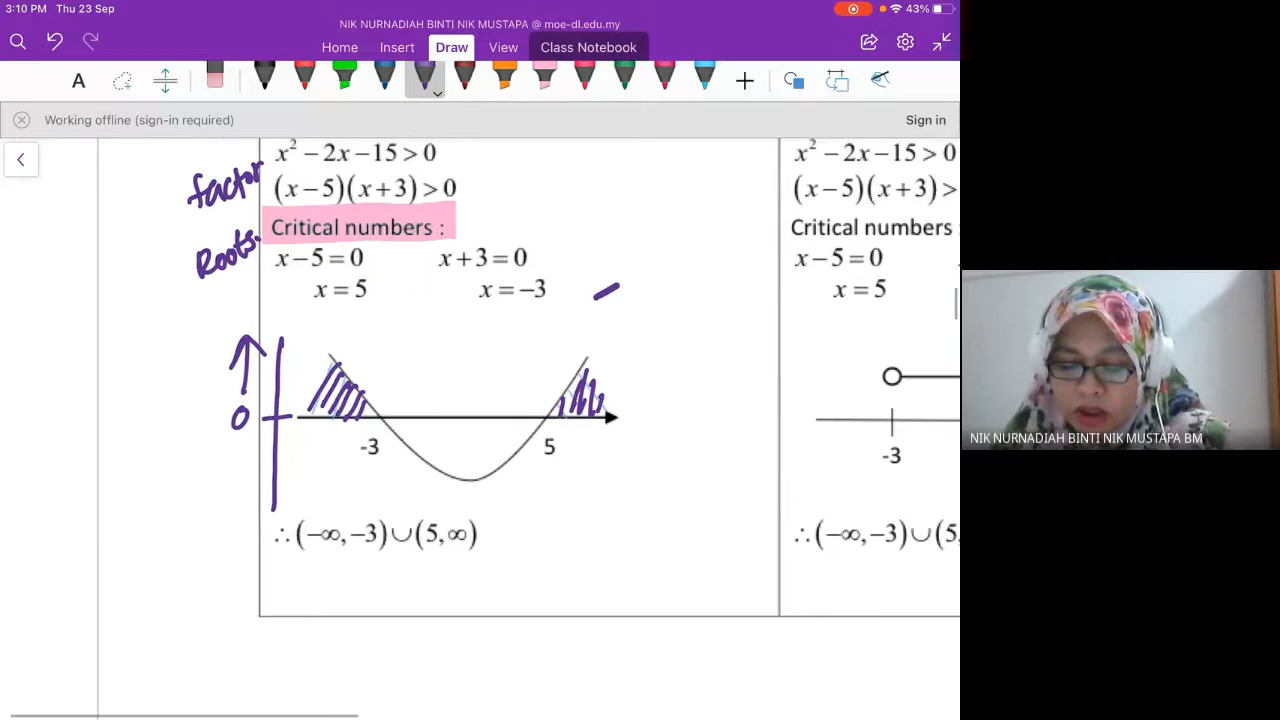 3:10 PM Thu 23 Sep
43%
NIK NURNADIAH BINTI NIK MUSTAPA @ moe-dl.edu.my
Home Insert Draw View Class Notebook
A
Working offline (sign-in required)
Sign in
x² − 2x − 15 > 0
factor
(x − 5)(x + 3) > 0
Critical numbers :
Roots.
x − 5 = 0 x + 3 = 0
x = 5 x = −3
0
-3 5
∴ (−∞, −3) ∪ (5, ∞)
x² − 2x − 15 > 0
(x − 5)(x + 3) >
Critical numbers
x − 5 = 0
x = 5
-3
∴ (−∞, −3) ∪ (5,
NIK NURNADIAH BINTI NIK MUSTAPA BM